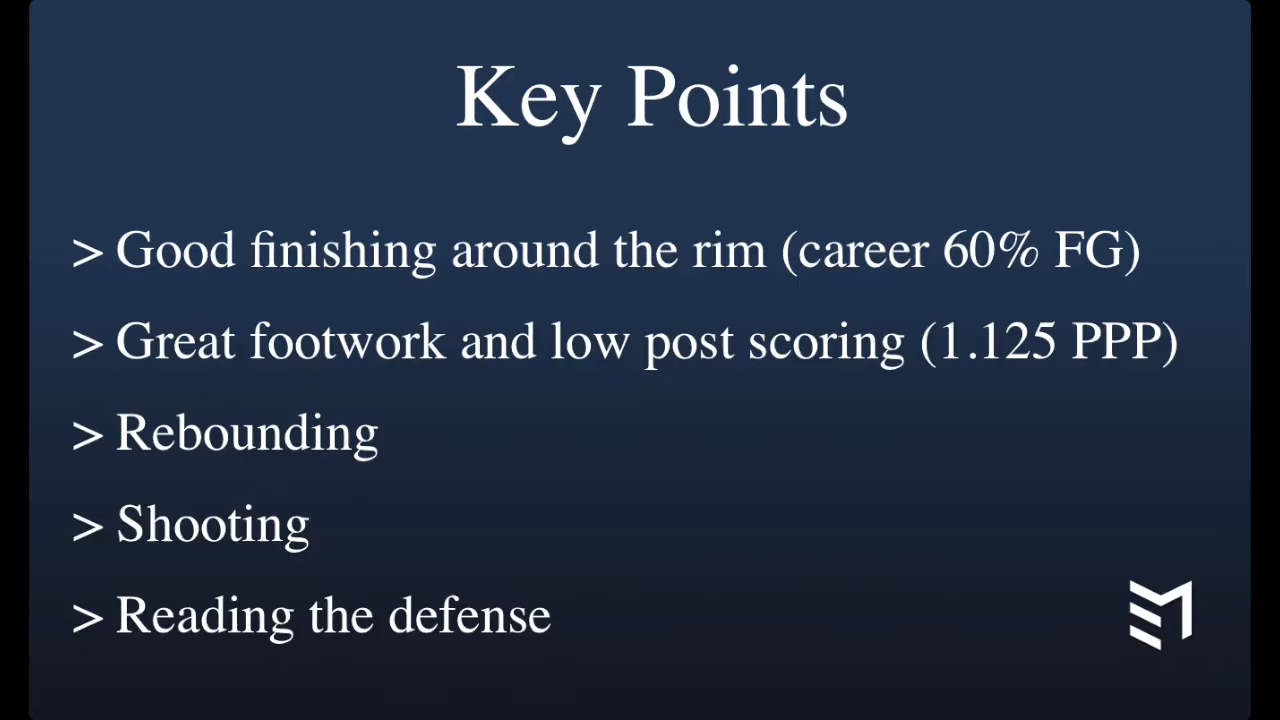 Key Points
> Good finishing around the rim (career 60% FG)
> Great footwork and low post scoring (1.125 PPP)
> Rebounding
> Shooting
> Reading the defense